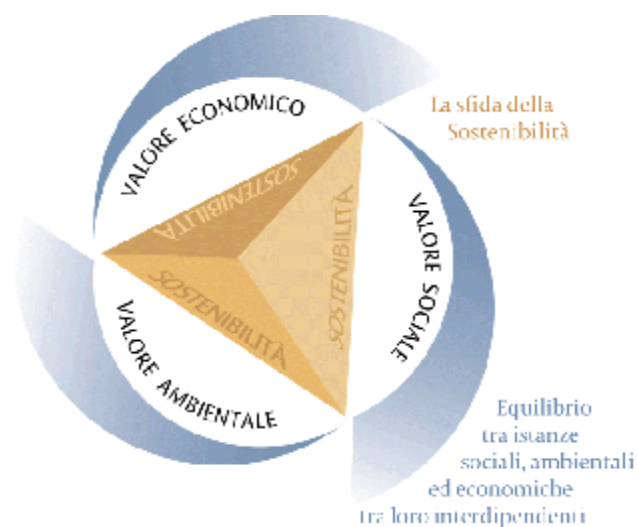 La sfida della
Sostenibilità
VALORE ECONOMICO
SOSTENIBILITÀ
SOSTENIBILITÀ
VALORE SOCIALE
SOSTENIBILITÀ
VALORE AMBIENTALE
Equilibrio
tra istanze
sociali, ambientali
ed economiche
tra loro interdipendenti